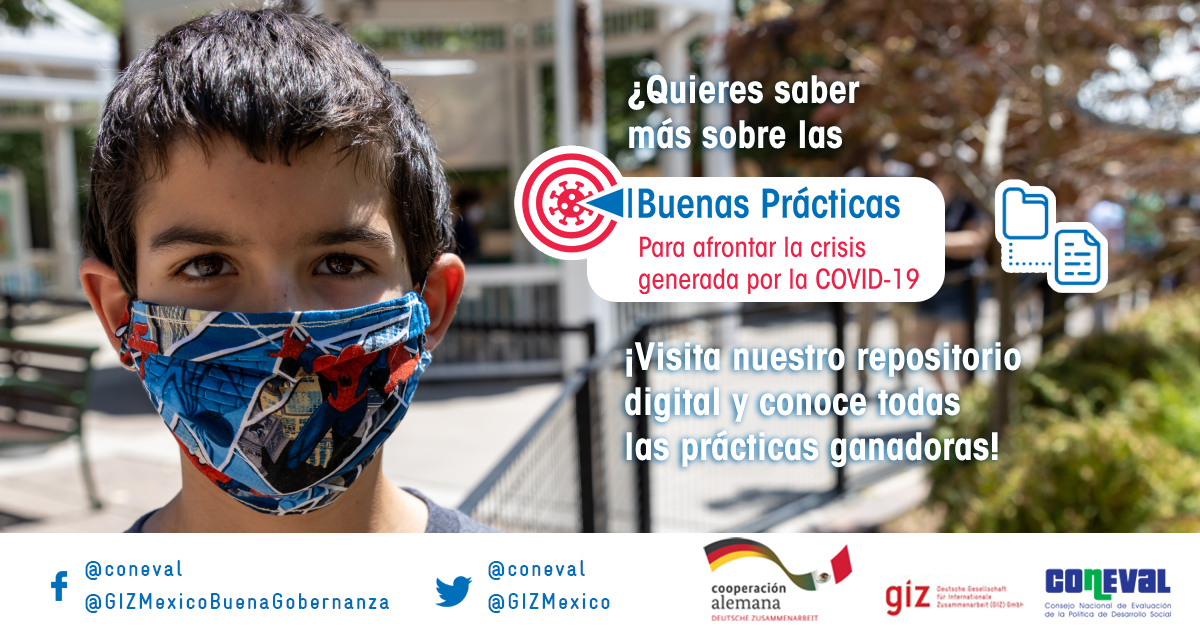 ¿Quieres saber
más sobre las
Buenas Prácticas
Para afrontar la crisis
generada por la COVID-19
¡Visita nuestro repositorio
digital y conoce todas
las prácticas ganadoras!
@coneval
@GIZMexicoBuenaGobernanza
@coneval
@GIZMexico
cooperación
alemana
DEUTSCHE ZUSAMMENARBEIT
giz
Deutsche Gesellschaft
für Internationale
Zusammenarbeit (GIZ) GmbH
CONEVAL
Consejo Nacional de Evaluación
de la Política de Desarrollo Social